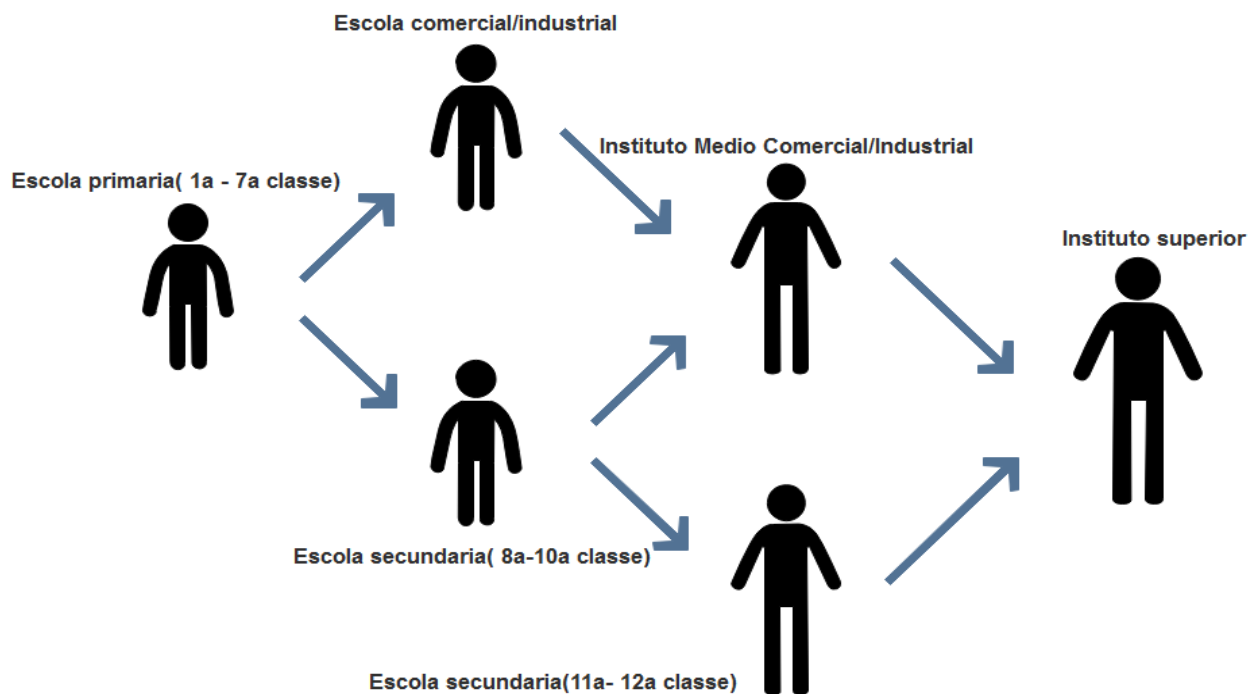 Escola comercial/industrial
Instituto Medio Comercial/Industrial
Escola primaria( 1a - 7a classe)
Instituto superior
Escola secundaria( 8a-10a classe)
Escola secundaria(11a- 12a classe)